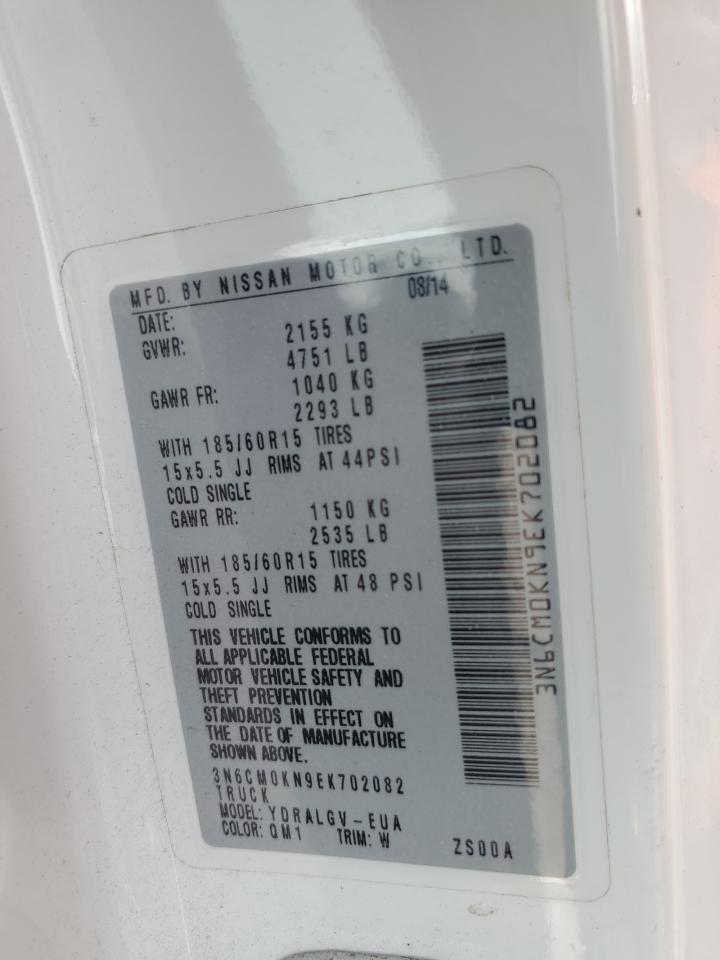 MFD. BY NISSAN MOTOR CO., LTD.
DATE: 08/14
GVWR: 2155 KG
4751 LB
GAWR FR: 1040 KG
2293 LB
WITH 185/60R15 TIRES
15x5.5 JJ RIMS AT 44PSI
COLD SINGLE
GAWR RR: 1150 KG
2535 LB
WITH 185/60R15 TIRES
15x5.5 JJ RIMS AT 48 PSI
COLD SINGLE
THIS VEHICLE CONFORMS TO
ALL APPLICABLE FEDERAL
MOTOR VEHICLE SAFETY AND
THEFT PREVENTION
STANDARDS IN EFFECT ON
THE DATE OF MANUFACTURE
SHOWN ABOVE.
3N6CM0KN9EK702082
TRUCK
MODEL: YDRALGV-EUA
COLOR: QM1 TRIM: W ZS00A
3N6CM0KN9EK702082